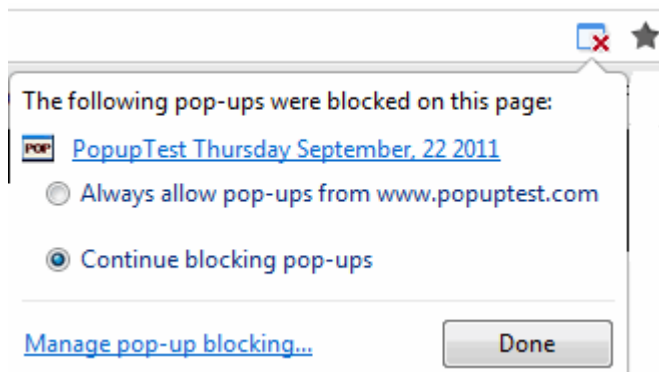 The following pop-ups were blocked on this page:
POP PopupTest Thursday September, 22 2011
Always allow pop-ups from www.popuptest.com
Continue blocking pop-ups
Manage pop-up blocking... Done